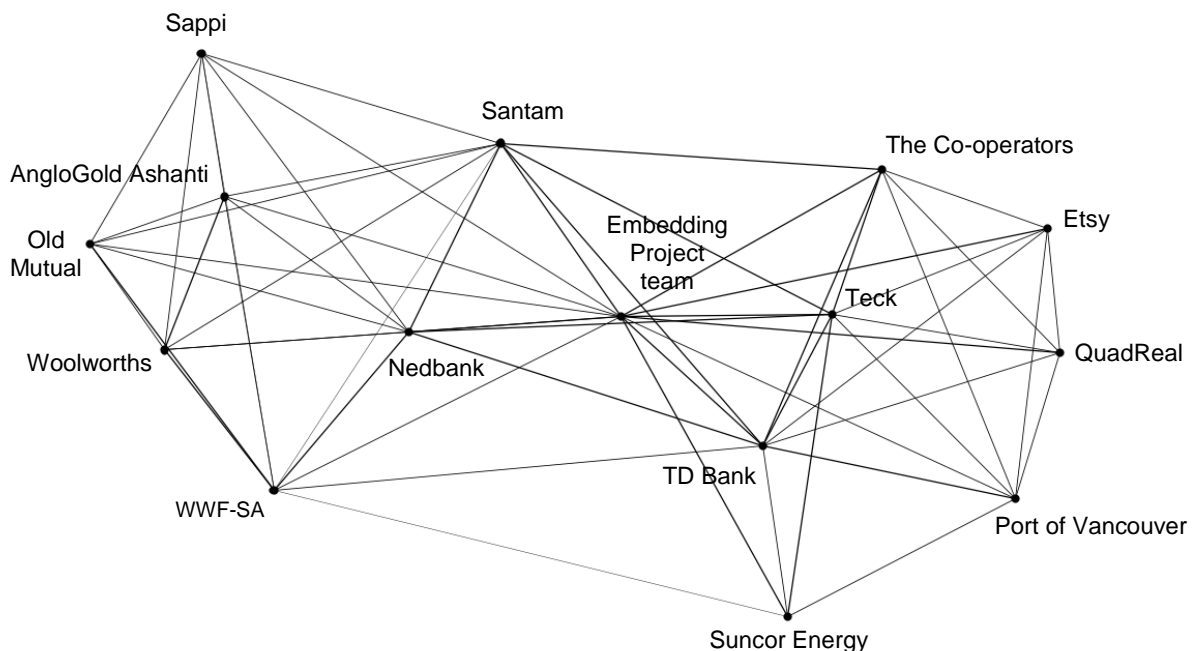 Sappi
Santam
The Co-operators
AngloGold Ashanti
Etsy
Embedding
Project
team
Old
Mutual
Teck
Woolworths
Nedbank
QuadReal
TD Bank
WWF-SA
Port of Vancouver
Suncor Energy